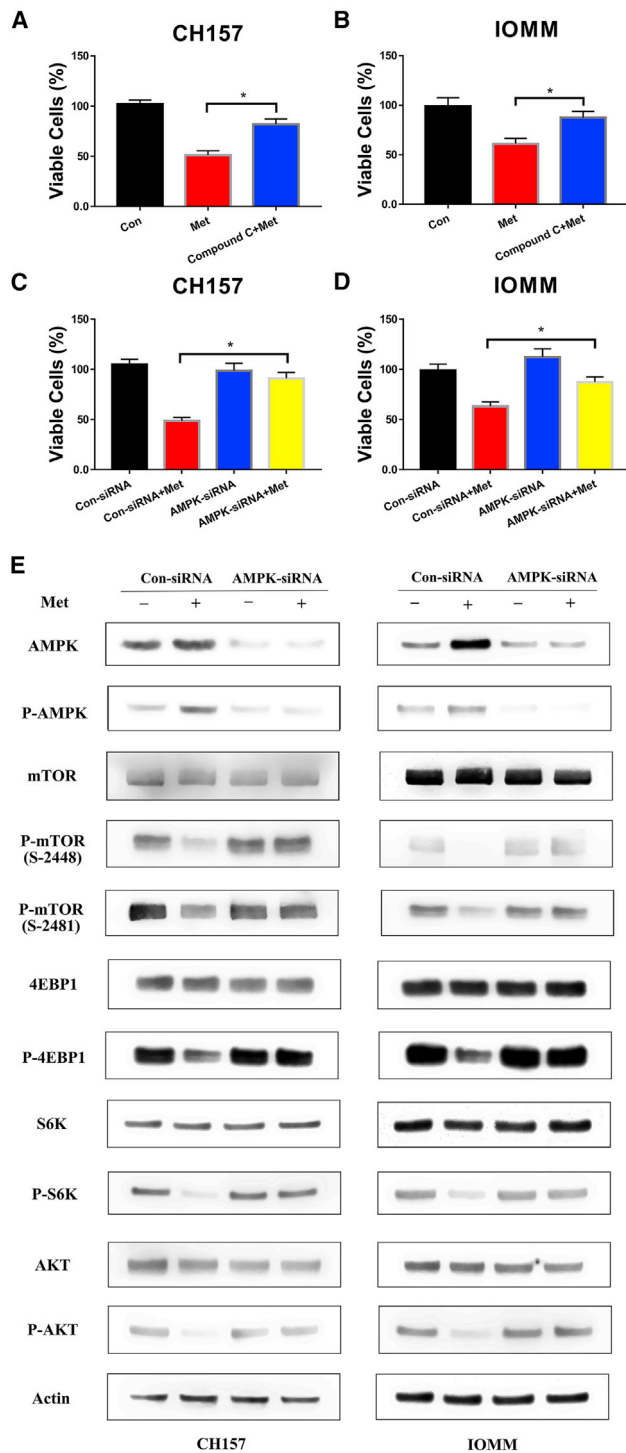 A
CH157
Viable Cells (%)
150
100
50
0.0
Con
Met
Compound C+Met
*
B
IOMM
Viable Cells (%)
150
100
50
0.0
Con
Met
Compound C+Met
*
C
CH157
Viable Cells (%)
150
100
50
0.0
Con-siRNA
Con-siRNA+Met
AMPK-siRNA
AMPK-siRNA+Met
*
D
IOMM
Viable Cells (%)
150
100
50
0.0
Con-siRNA
Con-siRNA+Met
AMPK-siRNA
AMPK-siRNA+Met
*
E
Con-siRNA AMPK-siRNA Con-siRNA AMPK-siRNA
Met − + − + − + − +
AMPK
P-AMPK
mTOR
P-mTOR
(S-2448)
P-mTOR
(S-2481)
4EBP1
P-4EBP1
S6K
P-S6K
AKT
P-AKT
Actin
CH157 IOMM